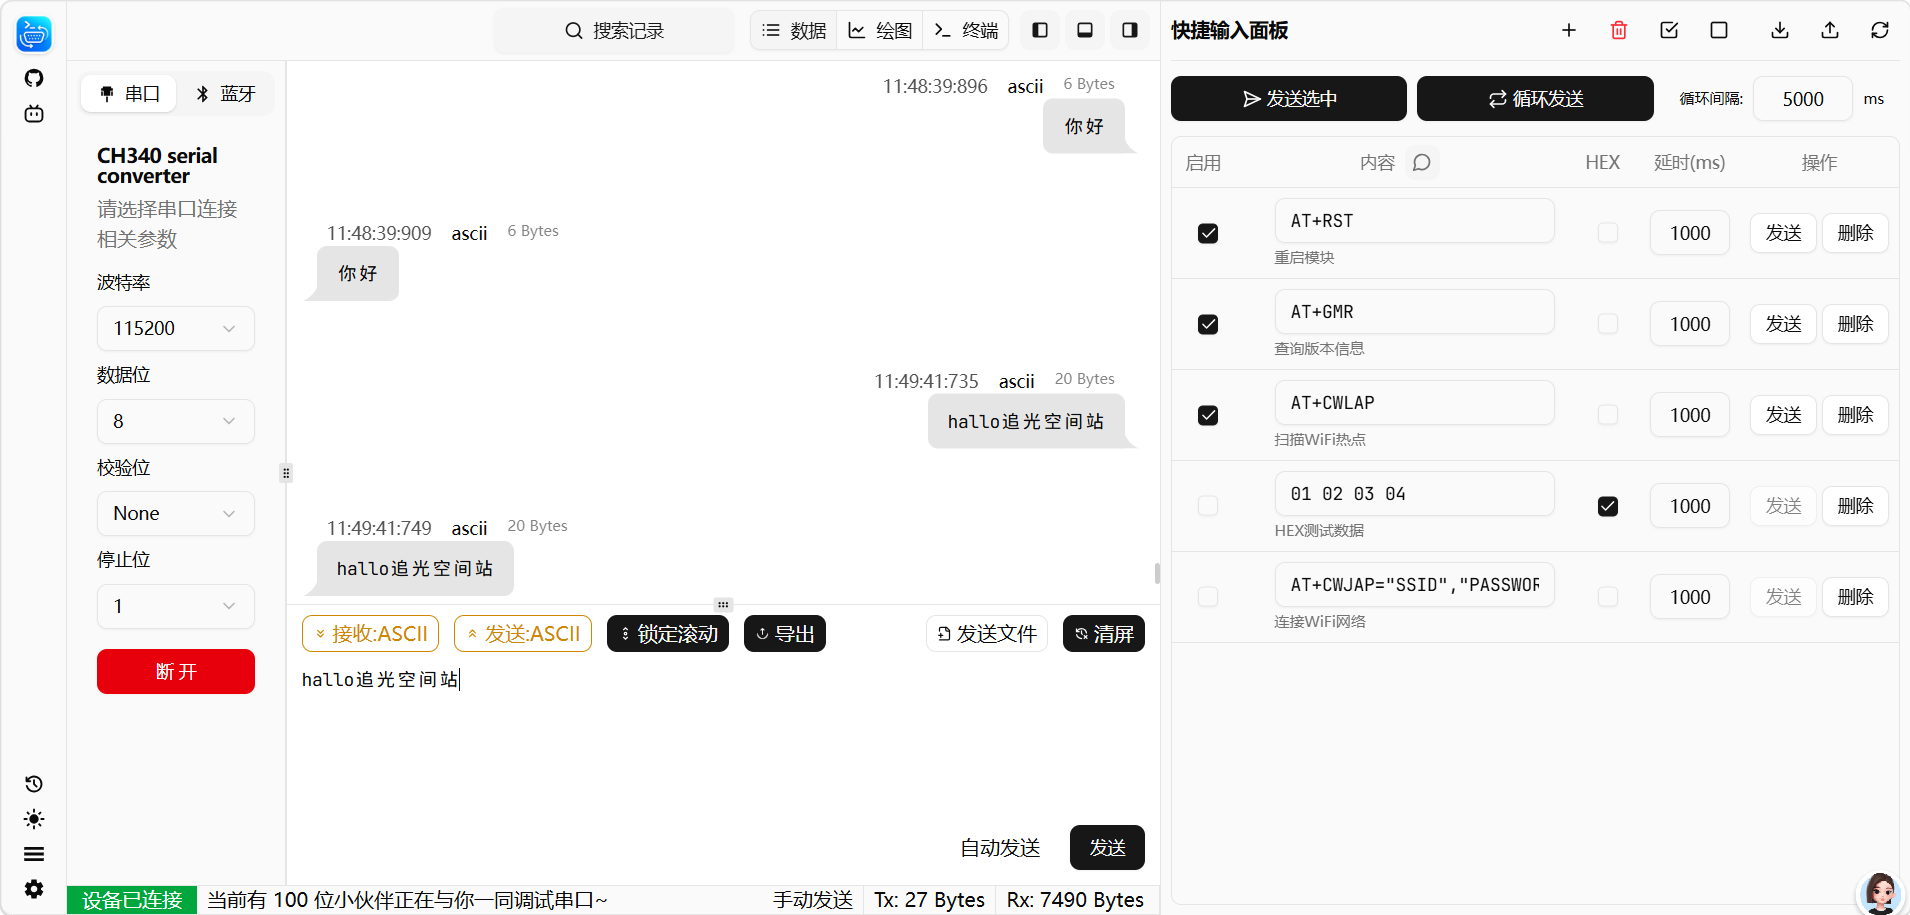 搜索记录
数据
绘图
终端
串口
蓝牙
CH340 serial
converter
请选择串口连接
相关参数
波特率
115200
数据位
8
校验位
None
停止位
1
断开
11:48:39:896 ascii 6 Bytes
你好
11:48:39:909 ascii 6 Bytes
你好
11:49:41:735 ascii 20 Bytes
hallo追光空间站
11:49:41:749 ascii 20 Bytes
hallo追光空间站
接收:ASCII
发送:ASCII
锁定滚动
导出
发送文件
清屏
hallo追光空间站
自动发送
发送
设备已连接
当前有 100 位小伙伴正在与你一同调试串口~
手动发送
Tx: 27 Bytes
Rx: 7490 Bytes
快捷输入面板
发送选中
循环发送
循环间隔:
5000
ms
启用 内容 HEX 延时(ms) 操作
AT+RST 1000 发送 删除
重启模块
AT+GMR 1000 发送 删除
查询版本信息
AT+CWLAP 1000 发送 删除
扫描WiFi热点
01 02 03 04 1000 发送 删除
HEX测试数据
AT+CWJAP="SSID","PASSWOR 1000 发送 删除
连接WiFi网络